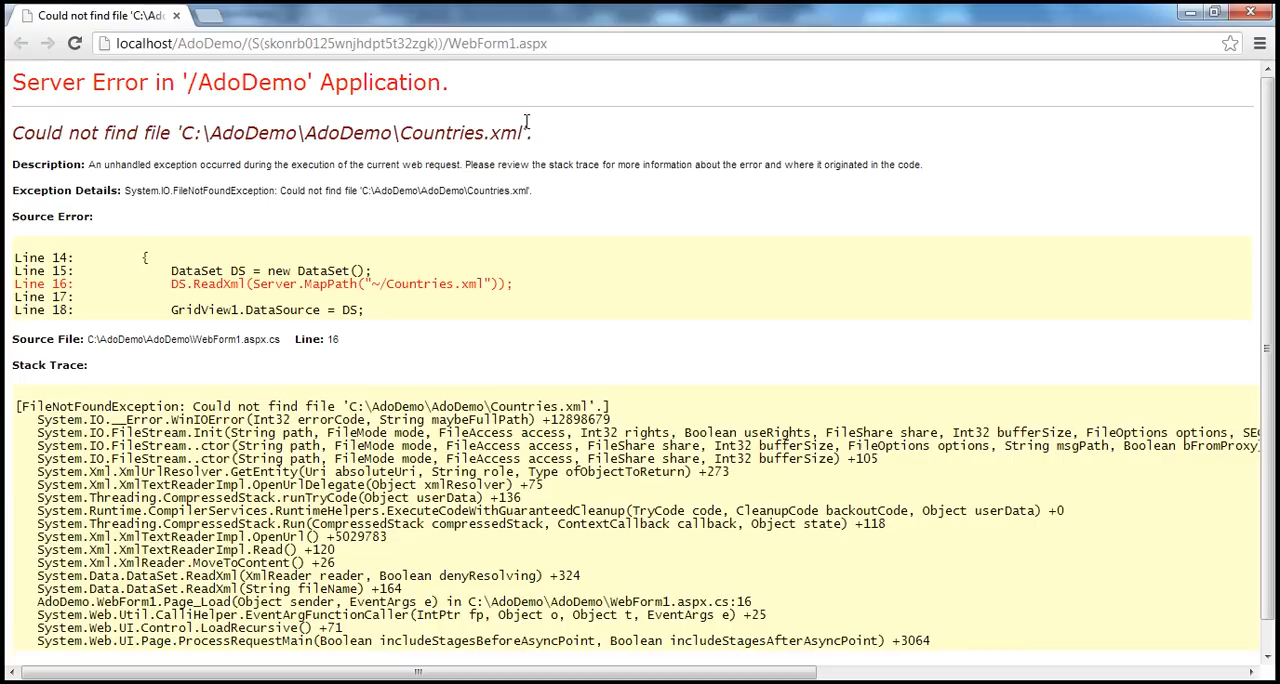 Could not find file 'C:\Ad
localhost/AdoDemo/(S(skonrb0125wnjhdpt5t32zgk))/WebForm1.aspx
Server Error in '/AdoDemo' Application.
Could not find file 'C:\AdoDemo\AdoDemo\Countries.xml'.
Description: An unhandled exception occurred during the execution of the current web request. Please review the stack trace for more information about the error and where it originated in the code.
Exception Details: System.IO.FileNotFoundException: Could not find file 'C:\AdoDemo\AdoDemo\Countries.xml'.
Source Error:
Line 14:         {
Line 15:             DataSet DS = new DataSet();
Line 16:             DS.ReadXml(Server.MapPath("~/Countries.xml"));
Line 17:
Line 18:             GridView1.DataSource = DS;
Source File: C:\AdoDemo\AdoDemo\WebForm1.aspx.cs    Line: 16
Stack Trace:
[FileNotFoundException: Could not find file 'C:\AdoDemo\AdoDemo\Countries.xml'.]
System.IO.__Error.WinIOError(Int32 errorCode, String maybeFullPath) +12898679
System.IO.FileStream.Init(String path, FileMode mode, FileAccess access, Int32 rights, Boolean useRights, FileShare share, Int32 bufferSize, FileOptions options, SE
System.IO.FileStream..ctor(String path, FileMode mode, FileAccess access, FileShare share, Int32 bufferSize, FileOptions options, String msgPath, Boolean bFromProxy
System.IO.FileStream..ctor(String path, FileMode mode, FileAccess access, FileShare share, Int32 bufferSize) +105
System.Xml.XmlUrlResolver.GetEntity(Uri absoluteUri, String role, Type ofObjectToReturn) +273
System.Xml.XmlTextReaderImpl.OpenUrlDelegate(Object xmlResolver) +75
System.Threading.CompressedStack.runTryCode(Object userData) +136
System.Runtime.CompilerServices.RuntimeHelpers.ExecuteCodeWithGuaranteedCleanup(TryCode code, CleanupCode backoutCode, Object userData) +0
System.Threading.CompressedStack.Run(CompressedStack compressedStack, ContextCallback callback, Object state) +118
System.Xml.XmlTextReaderImpl.OpenUrl() +5029783
System.Xml.XmlTextReaderImpl.Read() +120
System.Xml.XmlReader.MoveToContent() +26
System.Data.DataSet.ReadXml(XmlReader reader, Boolean denyResolving) +324
System.Data.DataSet.ReadXml(String fileName) +164
AdoDemo.WebForm1.Page_Load(Object sender, EventArgs e) in C:\AdoDemo\AdoDemo\WebForm1.aspx.cs:16
System.Web.Util.CalliHelper.EventArgFunctionCaller(IntPtr fp, Object o, Object t, EventArgs e) +25
System.Web.UI.Control.LoadRecursive() +71
System.Web.UI.Page.ProcessRequestMain(Boolean includeStagesBeforeAsyncPoint, Boolean includeStagesAfterAsyncPoint) +3064